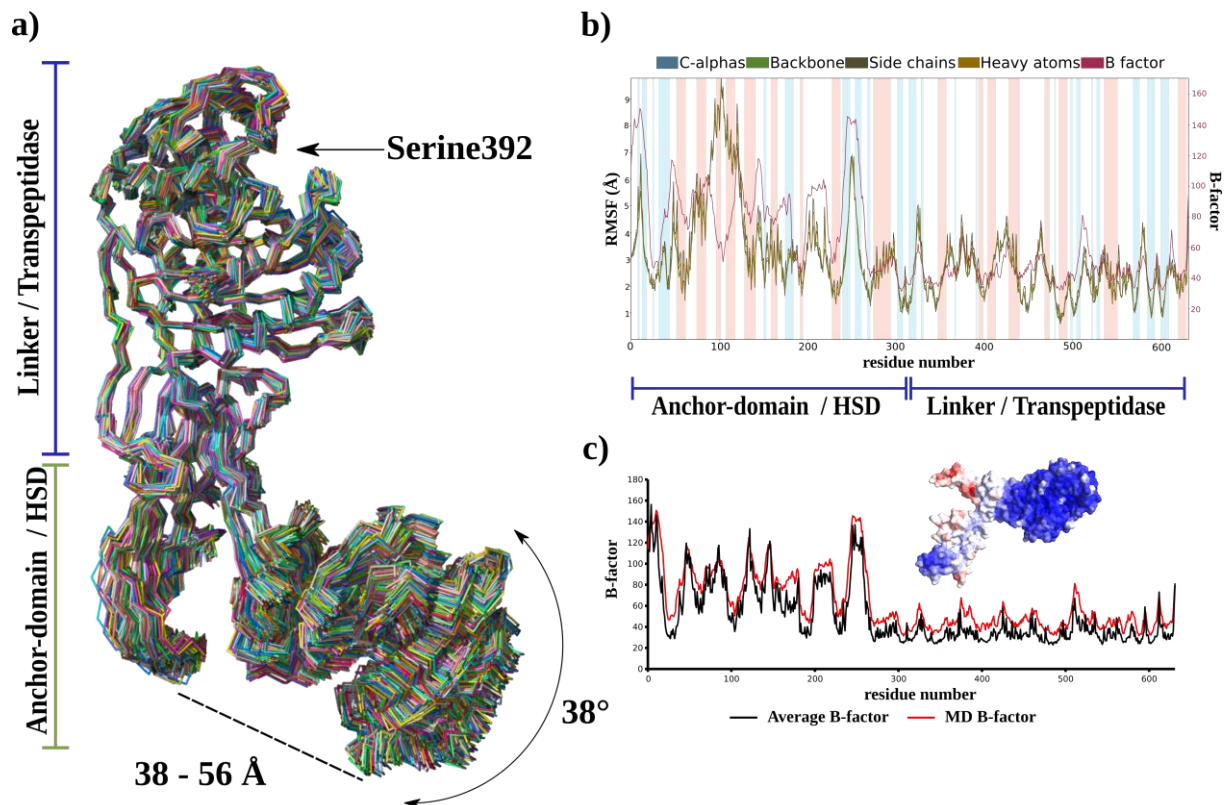 a)
Linker / Transpeptidase
Anchor-domain / HSD
Serine392
38°
38 - 56 Å
b)
C-alphas Backbone Side chains Heavy atoms B factor
RMSF (Å)
9
8
7
6
5
4
3
2
1
160
140
120
100
80
60
40
20
B-factor
0 100 200 300 400 500 600
residue number
Anchor-domain / HSD Linker / Transpeptidase
c)
B-factor
180
160
140
120
100
80
60
40
20
0
0 100 200 300 400 500 600
residue number
Average B-factor MD B-factor